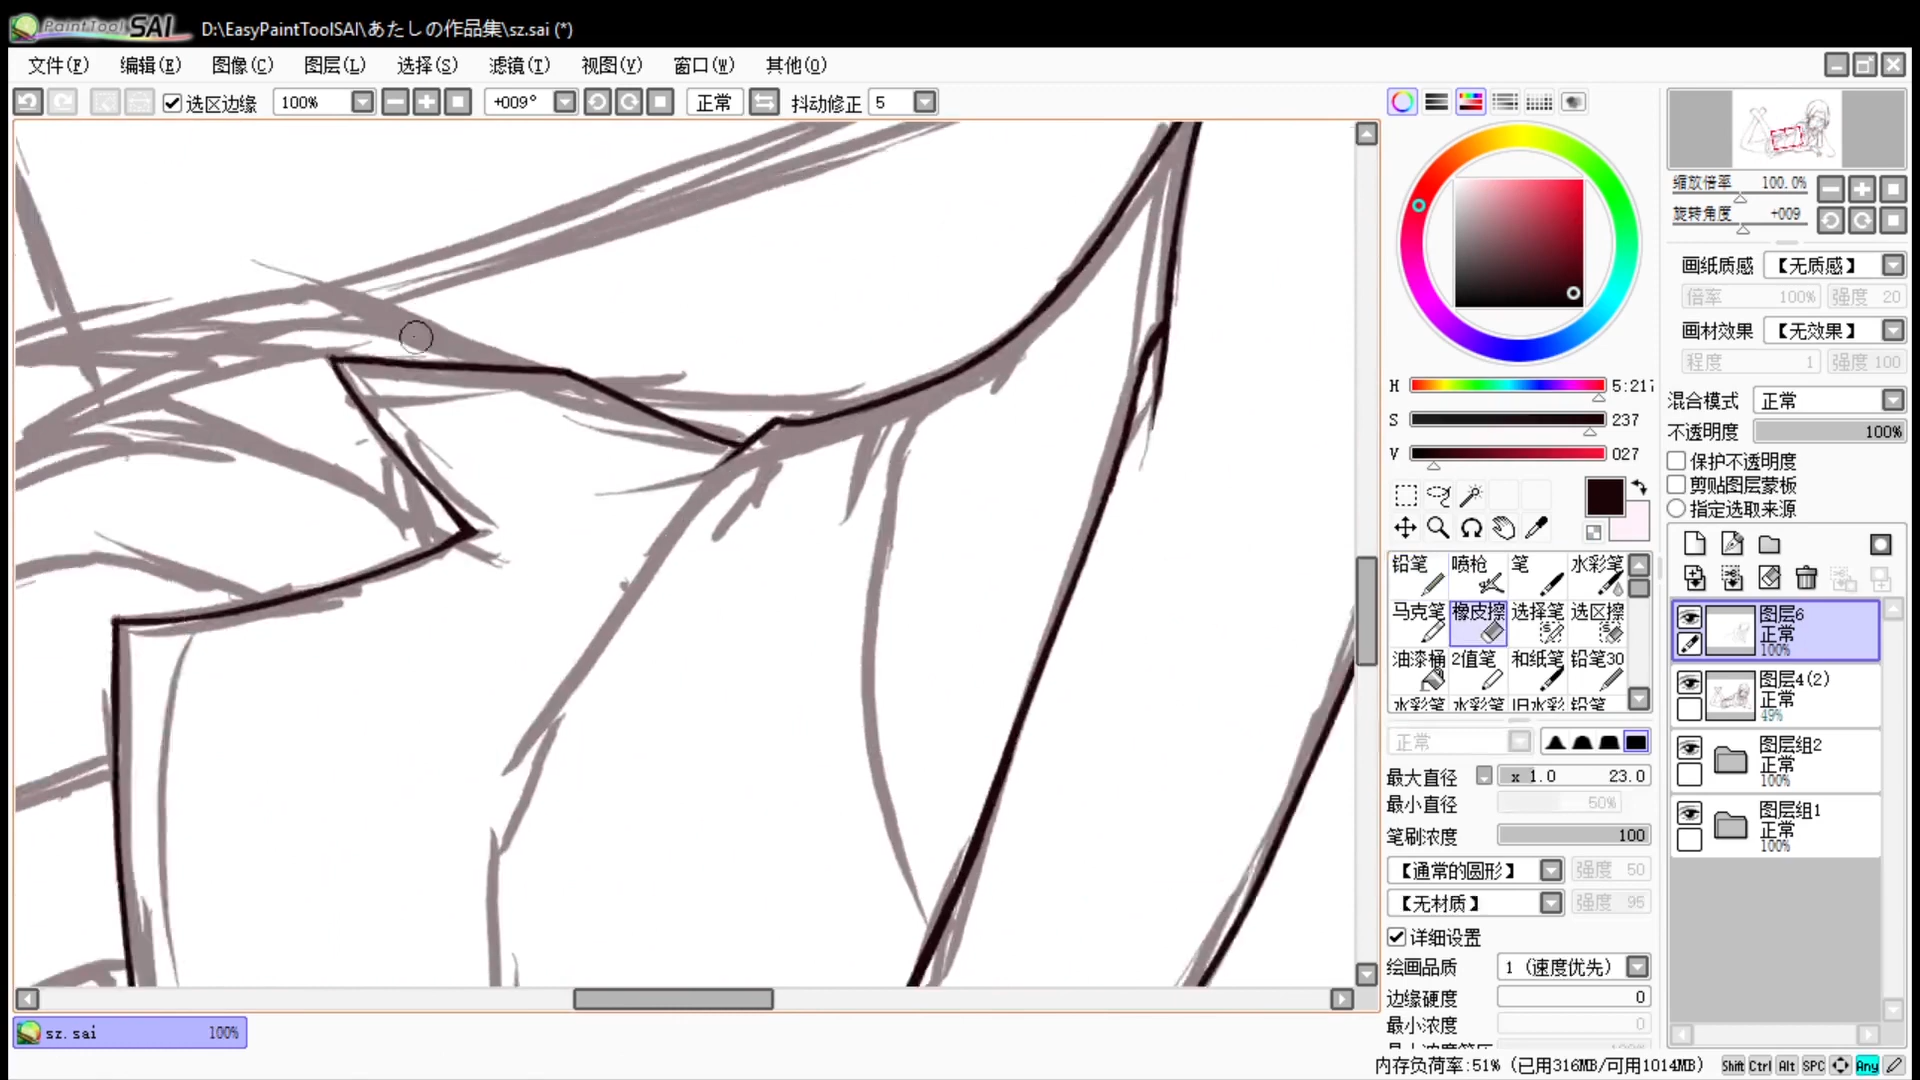 PaintTool SAI D:\EasyPaintToolSAI\あたしの作品集\sz.sai (*)
文件(F) 编辑(E) 图像(C) 图层(L) 选择(S) 滤镜(T) 视图(V) 窗口(W) 其他(O)
选区边缘 100% +009° 正常 抖动修正 5
缩放倍率 100.0%
旋转角度 +009
画纸质感 【无质感】
倍率 100% 强度 20
画材效果 【无效果】
程度 1 强度 100
混合模式 正常
不透明度 100%
保护不透明度
剪贴图层蒙板
指定选取来源
H 5:217
S 237
V 027
铅笔 喷枪 笔 水彩笔
马克笔 橡皮擦 选择笔 选区擦
油漆桶 2值笔 和纸笔 铅笔30
水彩笔 水彩笔 旧水彩 铅笔
正常
最大直径 x 1.0 23.0
最小直径 50%
笔刷浓度 100
【通常的圆形】 强度 50
【无材质】 强度 95
详细设置
绘画品质 1 (速度优先)
边缘硬度 0
最小浓度 0
图层6
正常
100%
图层4(2)
正常
49%
图层组2
正常
100%
图层组1
正常
100%
sz.sai 100%
内存负荷率:51% (已用316MB/可用1014MB) Shift Ctrl Alt SPC Any